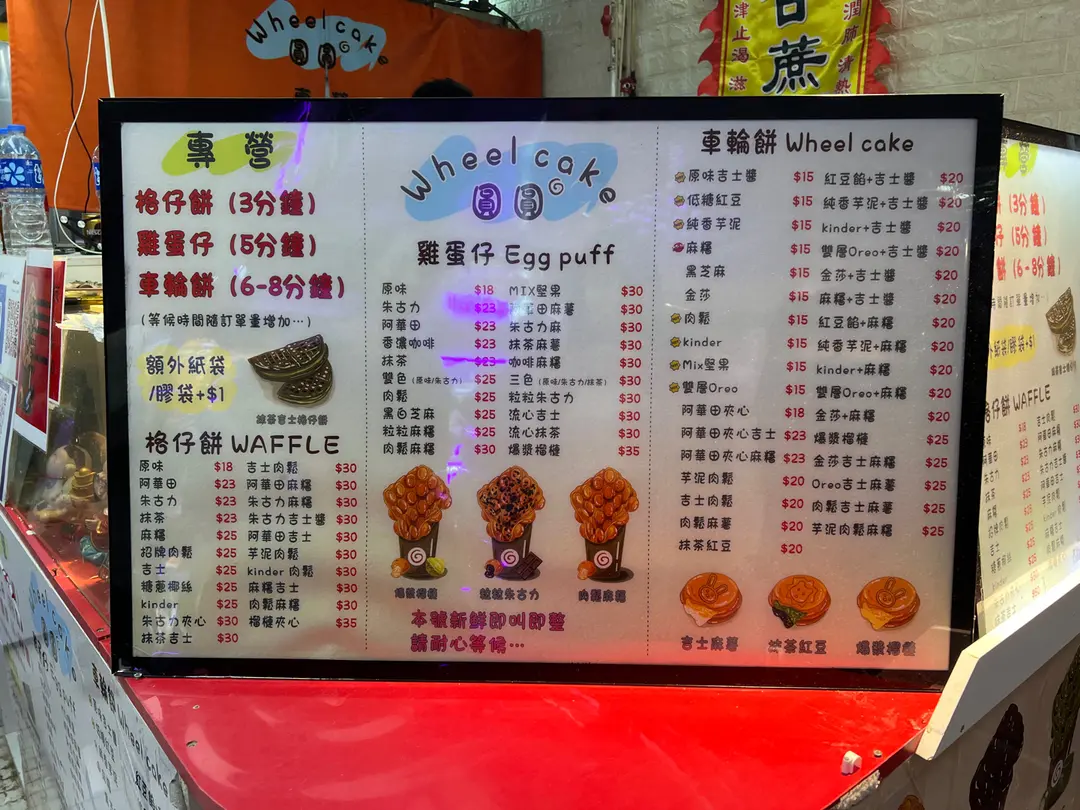 Wheel cake
圓圓
津止渴滋
甘蔗
潤肺清熱
專營
格仔餅 (3分鐘)
雞蛋仔 (5分鐘)
車輪餅 (6-8分鐘)
(等候時間隨訂單量增加…)
額外紙袋
/膠袋+$1
抹茶吉士格仔餅
格仔餅 WAFFLE
原味 $18 吉士肉鬆 $30
阿華田 $23 阿華田麻糬 $30
朱古力 $23 朱古力麻糬 $30
抹茶 $23 朱古力吉士醬 $30
麻糬 $25 阿華田吉士 $30
招牌肉鬆 $25 芋泥肉鬆 $30
吉士 $25 kinder 肉鬆 $30
糖蔥椰絲 $25 麻糬吉士 $30
kinder $25 肉鬆麻糬 $30
朱古力夾心 $30 榴槤夾心 $35
抹茶吉士 $30
Wheel cake
圓圓
雞蛋仔 Egg puff
原味 $18 MIX堅果 $30
朱古力 $23 田麻薯 $30
阿華田 $23 朱古力麻 $30
香濃咖啡 $23 抹茶麻薯 $30
抹茶 $23 咖啡麻糬 $30
雙色 (原味/朱古力) $25 三色 (原味/朱古力/抹茶) $30
肉鬆 $25 粒粒朱古力 $30
黑白芝麻 $25 流心吉士 $30
粒粒麻糬 $25 流心抹茶 $30
肉鬆麻糬 $30 爆漿榴槤 $35
爆漿榴槤 粒粒朱古力 肉鬆麻糬
本號新鮮即叫即整
請耐心等候…
車輪餅 Wheel cake
原味吉士醬 $15 紅豆餡+吉士醬 $20
低糖紅豆 $15 純香芋泥+吉士醬 $20
純香芋泥 $15 kinder+吉士醬 $20
麻糬 $15 雙層Oreo+吉士醬 $20
黑芝麻 $15 金莎+吉士醬 $20
金莎 $15 麻糬+吉士醬 $20
肉鬆 $15 紅豆餡+麻糬 $20
kinder $15 純香芋泥+麻糬 $20
Mix堅果 $15 kinder+麻糬 $20
雙層Oreo $15 雙層Oreo+麻糬 $20
阿華田夾心 $18 金莎+麻糬 $20
阿華田夾心吉士 $23 爆漿榴槤 $25
阿華田夾心麻糬 $23 金莎吉士麻糬 $25
芋泥肉鬆 $20 Oreo吉士麻薯 $25
吉士肉鬆 $20 肉鬆吉士麻薯 $25
肉鬆麻薯 $20 芋泥肉鬆麻糬 $25
抹茶紅豆 $20
吉士麻薯 抹茶紅豆 爆漿榴槤
(3分鐘)
(5分鐘)
(6-8分鐘)
格仔餅 WAFFLE